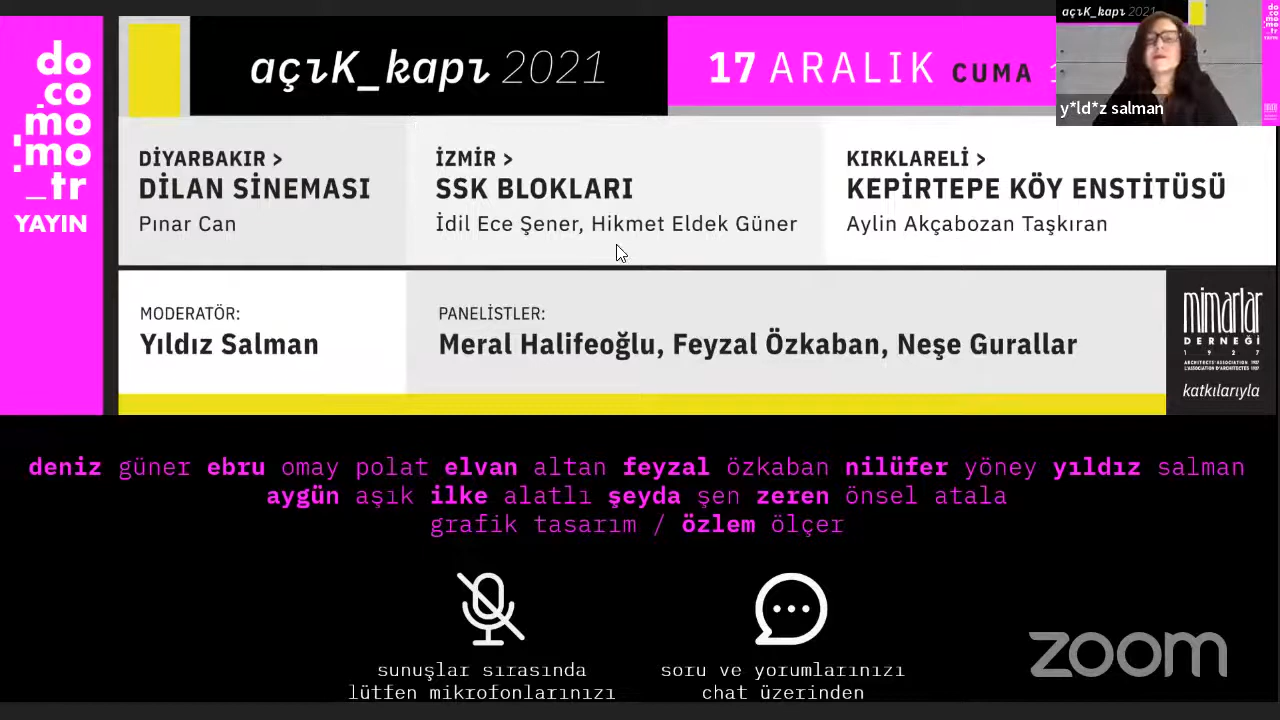 do
co
mo
mo
_tr
YAYIN
açıK_kapı 2021
17 ARALIK CUMA
açıK_kapı 2021
y*ld*z salman
DİYARBAKIR >
DİLAN SİNEMASI
Pınar Can
İZMİR >
SSK BLOKLARI
İdil Ece Şener, Hikmet Eldek Güner
KIRKLARELİ >
KEPİRTEPE KÖY ENSTİTÜSÜ
Aylin Akçabozan Taşkıran
MODERATÖR:
Yıldız Salman
PANELİSTLER:
Meral Halifeoğlu, Feyzal Özkaban, Neşe Gurallar
mimarlar
DERNEĞİ
1927
katkılarıyla
deniz güner ebru omay polat elvan altan feyzal özkaban nilüfer yöney yıldız salman
aygün aşık ilke alatlı şeyda şen zeren önsel atala
grafik tasarım / özlem ölçer
sunuşlar sırasında
lütfen mikrofonlarınızı
soru ve yorumlarınızı
chat üzerinden
zoom